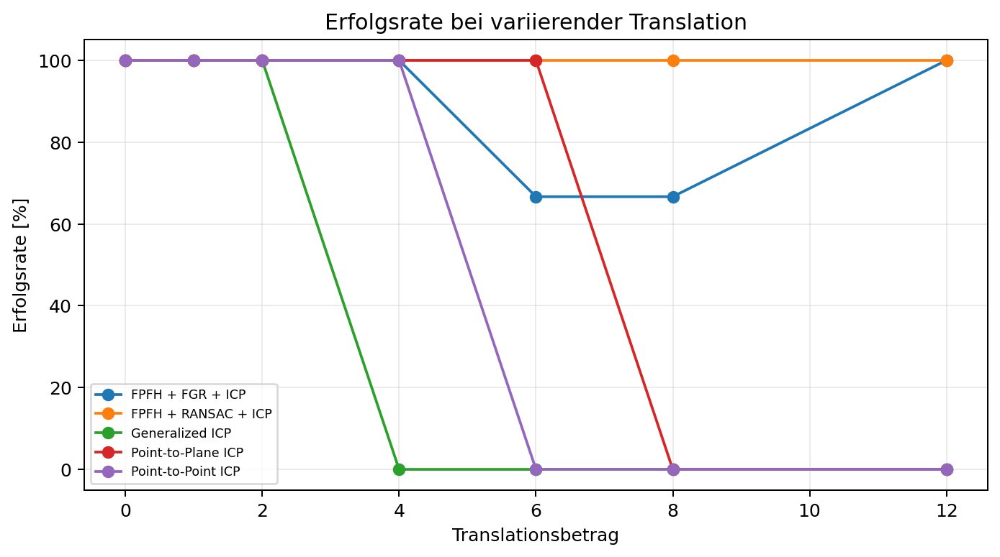 Erfolgsrate bei variierender Translation
Erfolgsrate [%]
100
80
60
40
20
0
FPFH + FGR + ICP
FPFH + RANSAC + ICP
Generalized ICP
Point-to-Plane ICP
Point-to-Point ICP
0 2 4 6 8 10 12
Translationsbetrag